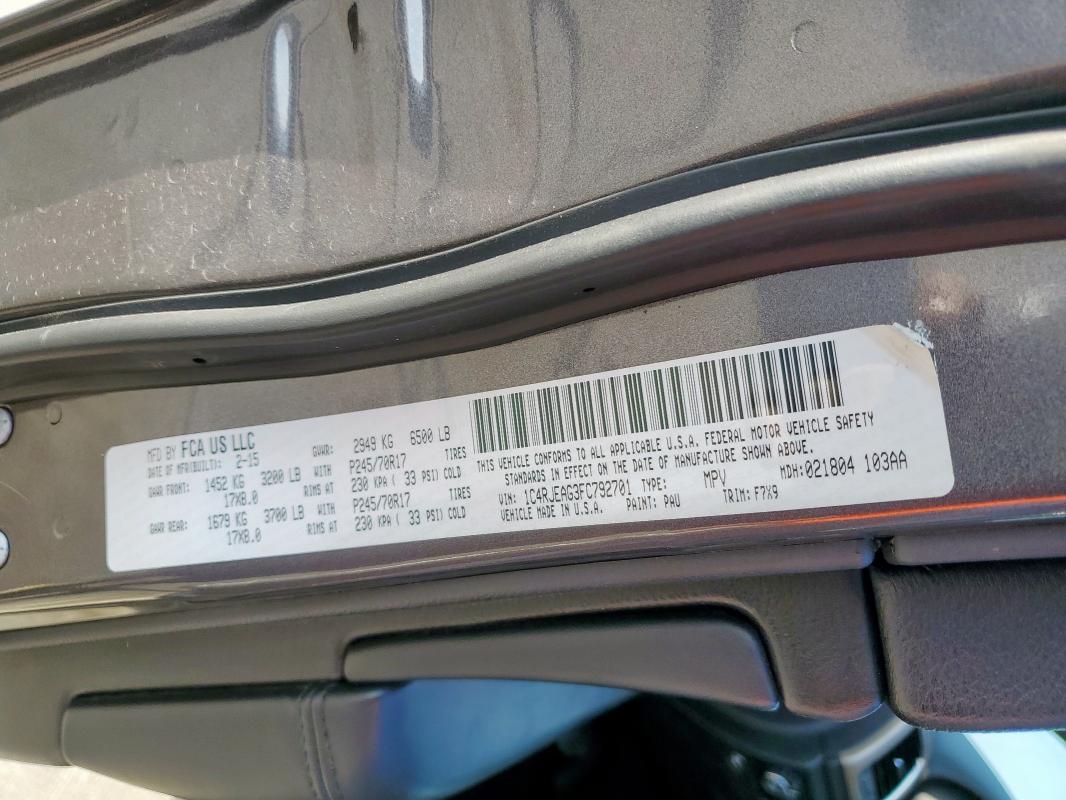 MFD BY FCA US LLC
DATE OF MFR(BUILT): 2-15 GVWR: 2949 KG 6500 LB
GAWR FRONT: 1452 KG 3200 LB WITH P245/70R17 TIRES
17X8.0 RIMS AT 230 KPA ( 33 PSI) COLD
GAWR REAR: 1679 KG 3700 LB WITH P245/70R17 TIRES
17X8.0 RIMS AT 230 KPA ( 33 PSI) COLD
THIS VEHICLE CONFORMS TO ALL APPLICABLE U.S.A. FEDERAL MOTOR VEHICLE SAFETY
STANDARDS IN EFFECT ON THE DATE OF MANUFACTURE SHOWN ABOVE.
VIN: 1C4RJEAG3FC792701 TYPE: MPV MDH:021804 103AA
VEHICLE MADE IN U.S.A. PAINT: PAU TRIM: F7X9